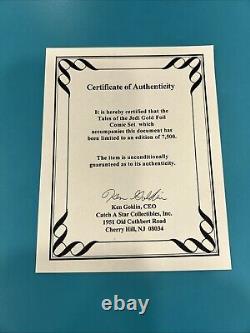 Certificate of Authenticity
It is hereby certified that the
Tales of the Jedi Gold Foil
Comic Set, which
accompanies this document has
been limited to an edition of 7,500.
The item is unconditionally
guaranteed as to its authenticity.
Ken Goldin
Ken Goldin, CEO
Catch A Star Collectibles, Inc.
1951 Old Cuthbert Road
Cherry Hill, NJ 08034